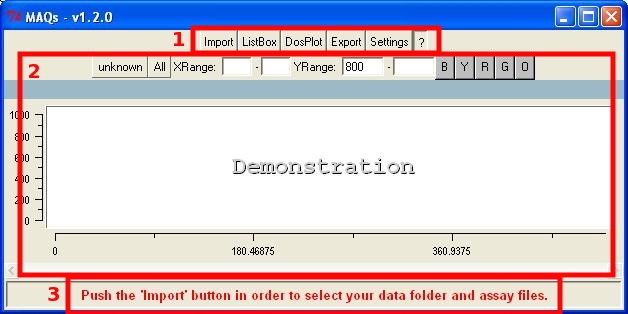 MAQs - v1.2.0
1 Import ListBox DosPlot Export Settings ?
2 unknown All XRange: - YRange: 800 - B Y R G O
1000
800
600
400
200
0
Demonstration
0 180.46875 360.9375
3 Push the 'Import' button in order to select your data folder and assay files.